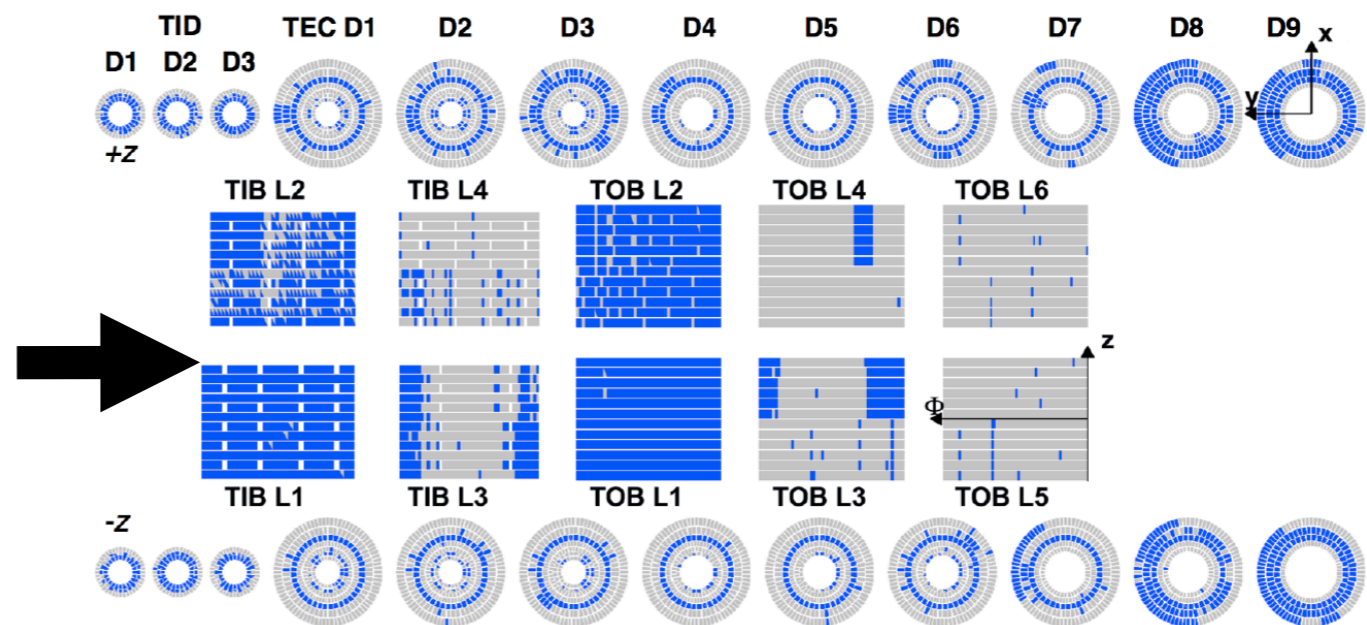 TID TEC D1 D2 D3 D4 D5 D6 D7 D8 D9
D1 D2 D3
x
y
+Z
TIB L2 TIB L4 TOB L2 TOB L4 TOB L6
z
Φ
TIB L1 TIB L3 TOB L1 TOB L3 TOB L5
-Z